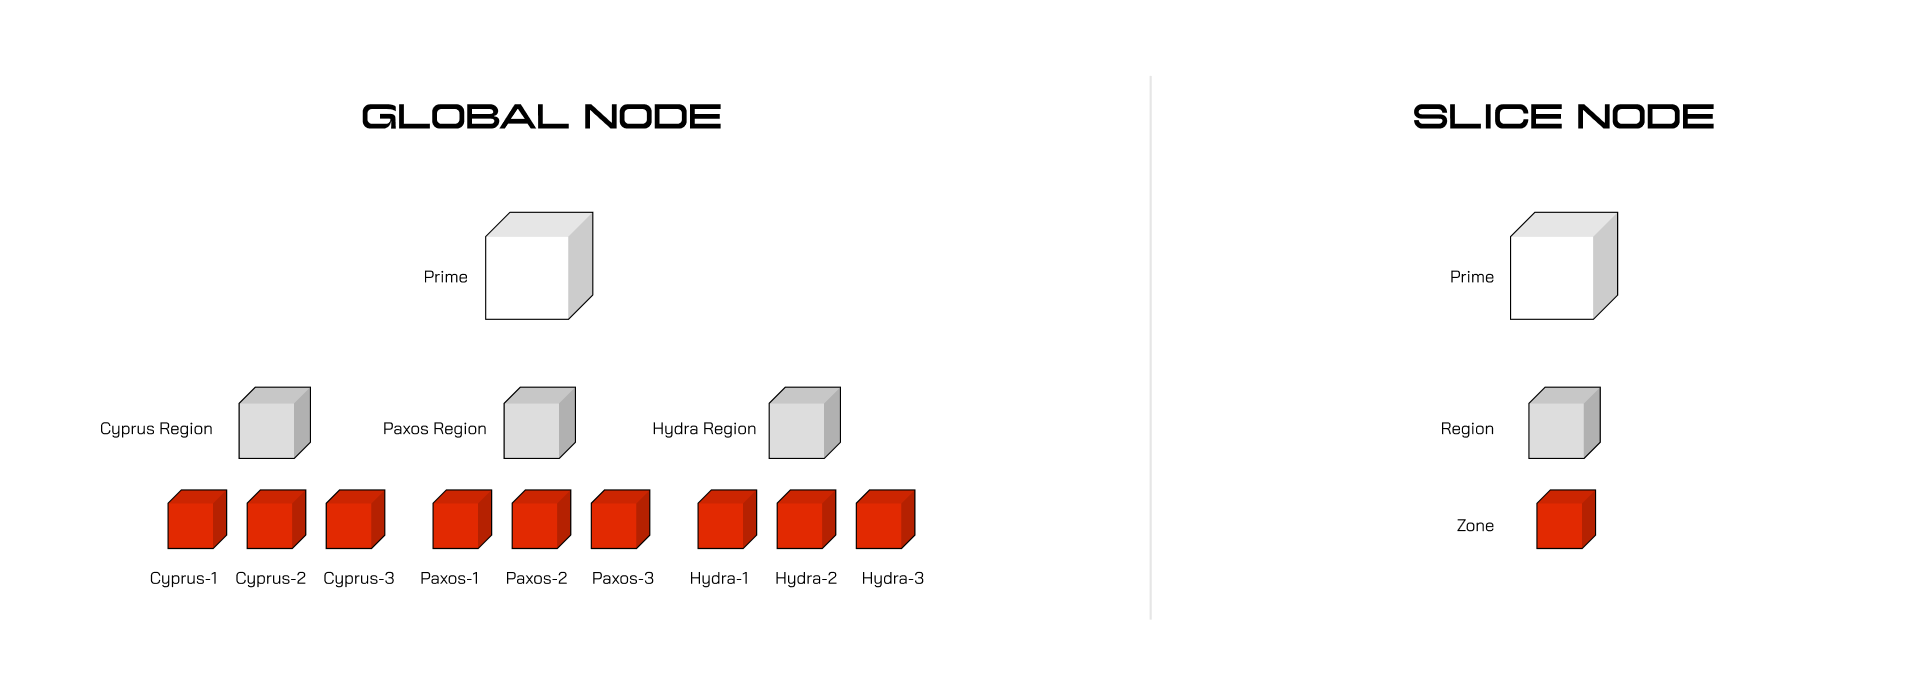 GLOBAL NODE
Prime
Cyprus Region
Paxos Region
Hydra Region
Cyprus-1
Cyprus-2
Cyprus-3
Paxos-1
Paxos-2
Paxos-3
Hydra-1
Hydra-2
Hydra-3
SLICE NODE
Prime
Region
Zone